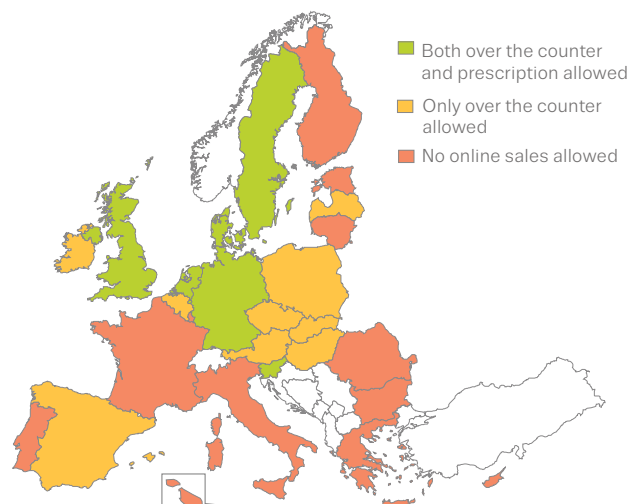 Both over the counter
and prescription allowed
Only over the counter
allowed
No online sales allowed